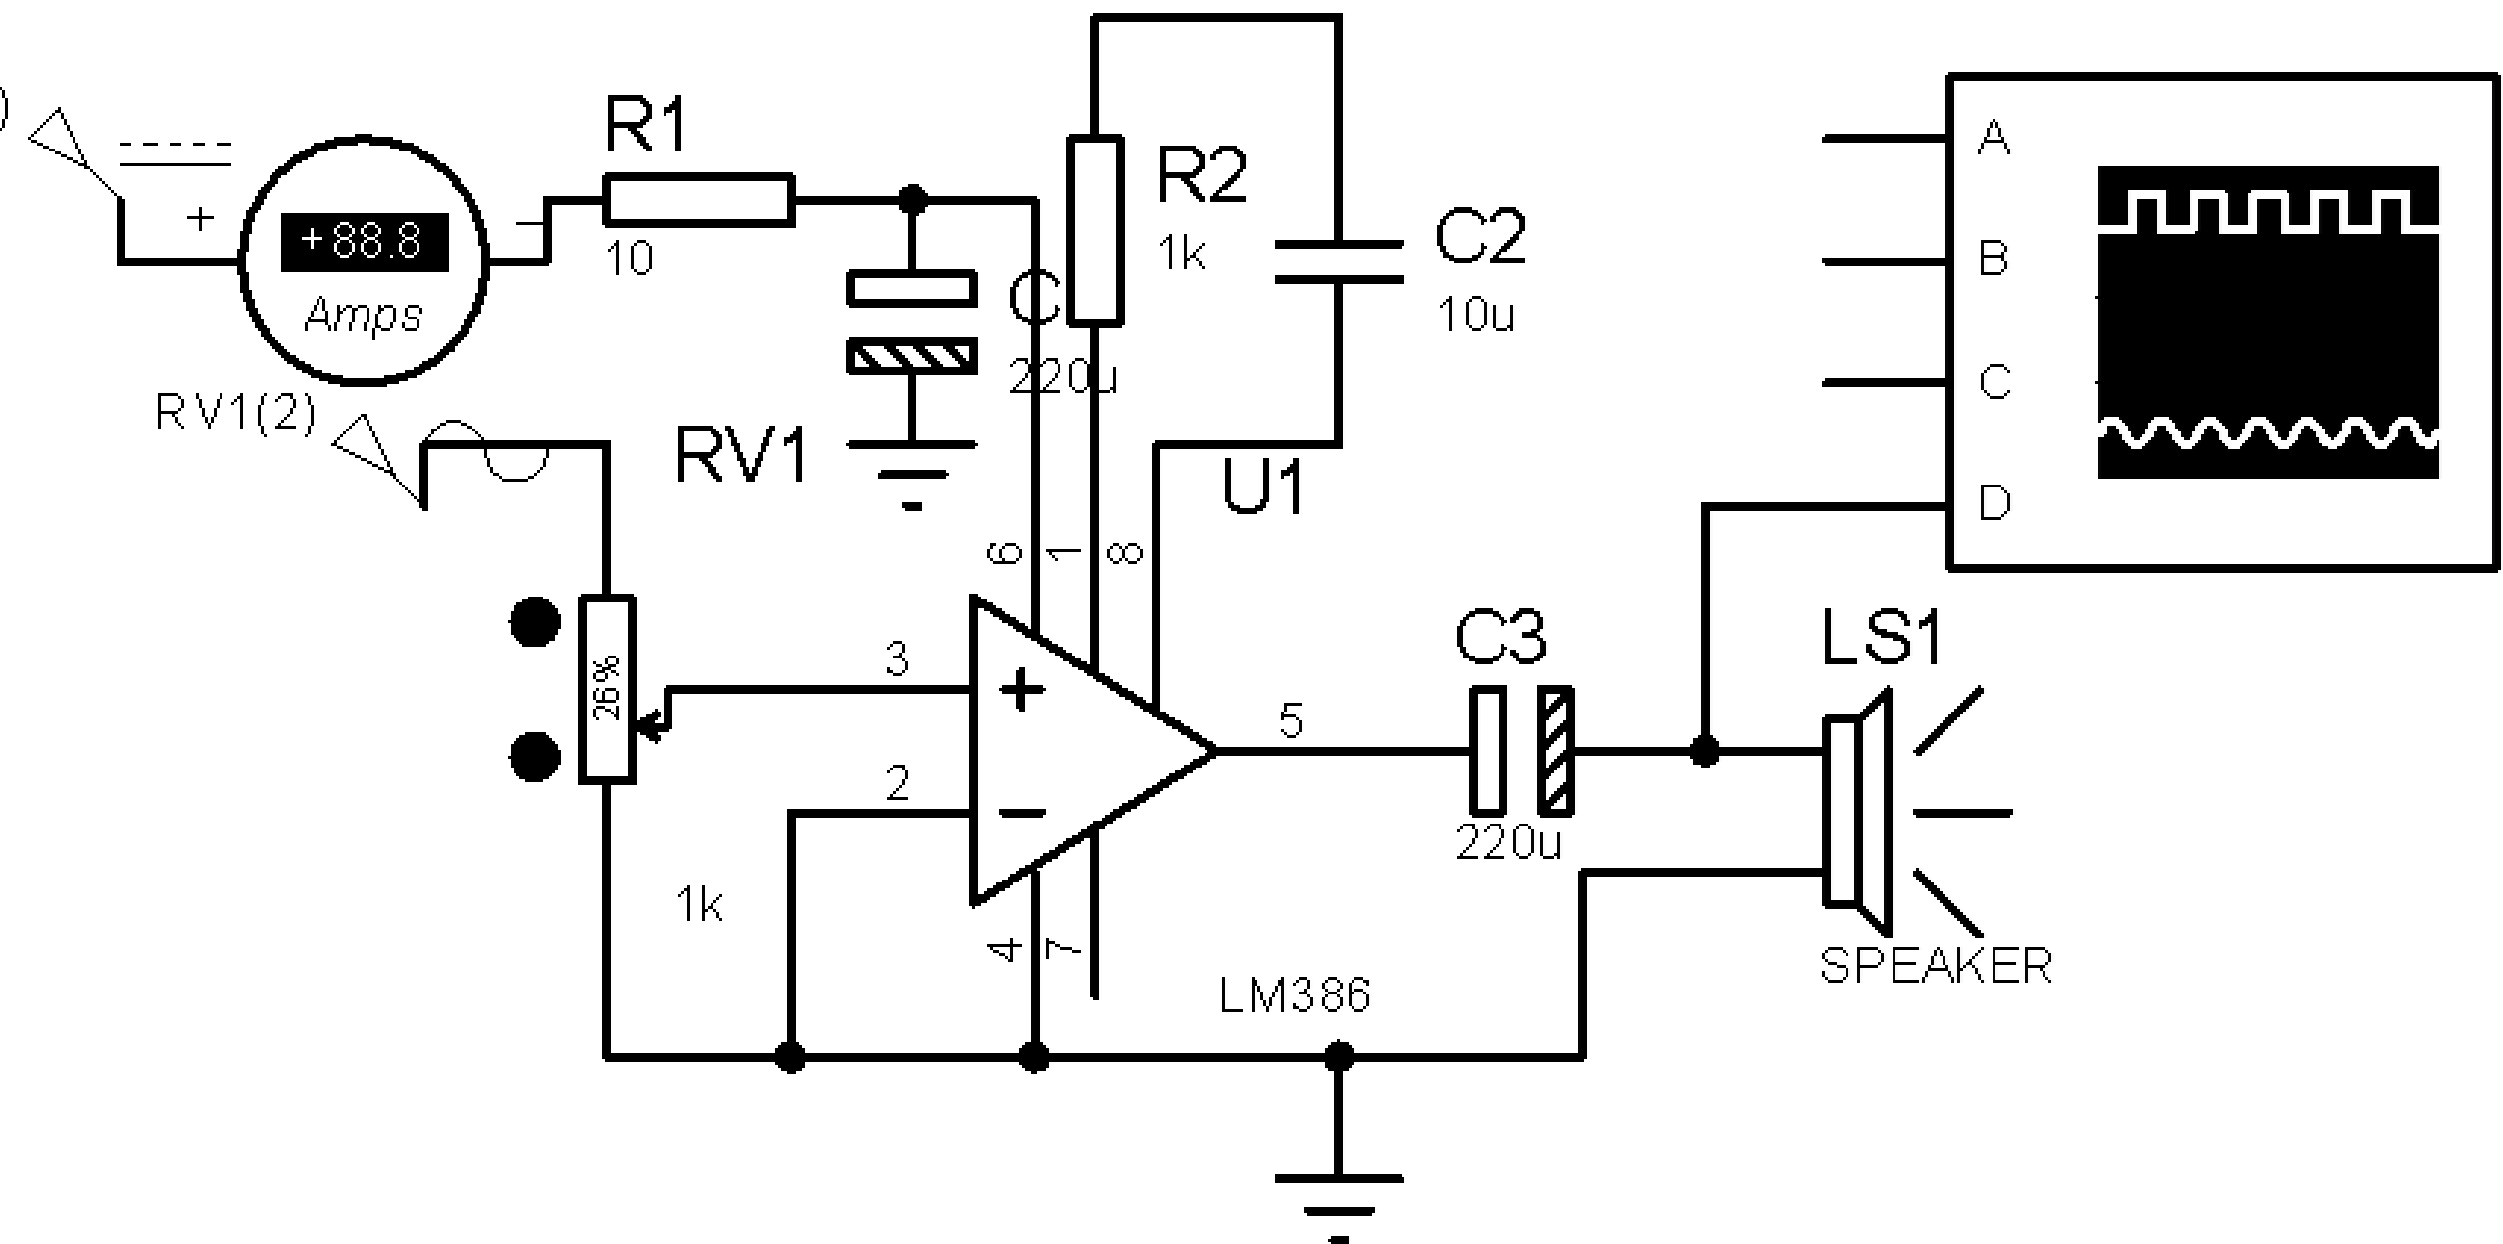 )
R1
10
+
−
+88.8
Amps
R2
1k
C2
10u
A
B
C
D
C
220u
RV1(2)
RV1
U1
6
1
8
26%
3
+
2
−
5
C3
220u
LS1
SPEAKER
1k
4
7
LM386